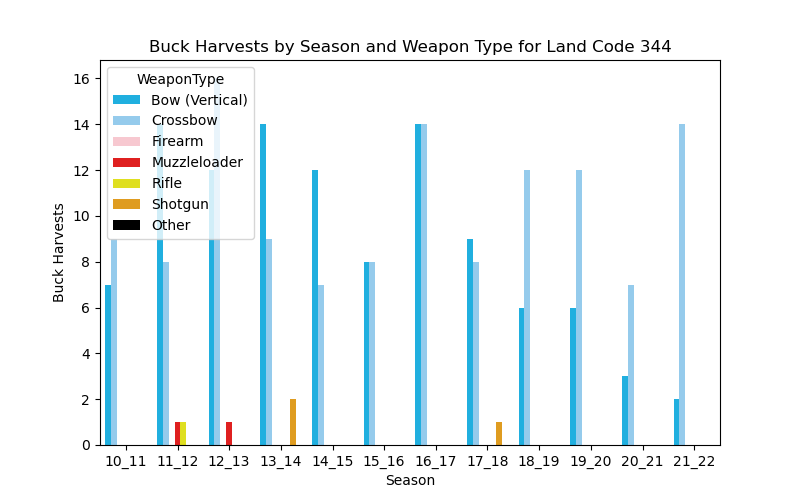 Buck Harvests by Season and Weapon Type for Land Code 344
WeaponType
Bow (Vertical)
Crossbow
Firearm
Muzzleloader
Rifle
Shotgun
Other
16
14
12
10
8
6
4
2
0
Buck Harvests
10_11 11_12 12_13 13_14 14_15 15_16 16_17 17_18 18_19 19_20 20_21 21_22
Season